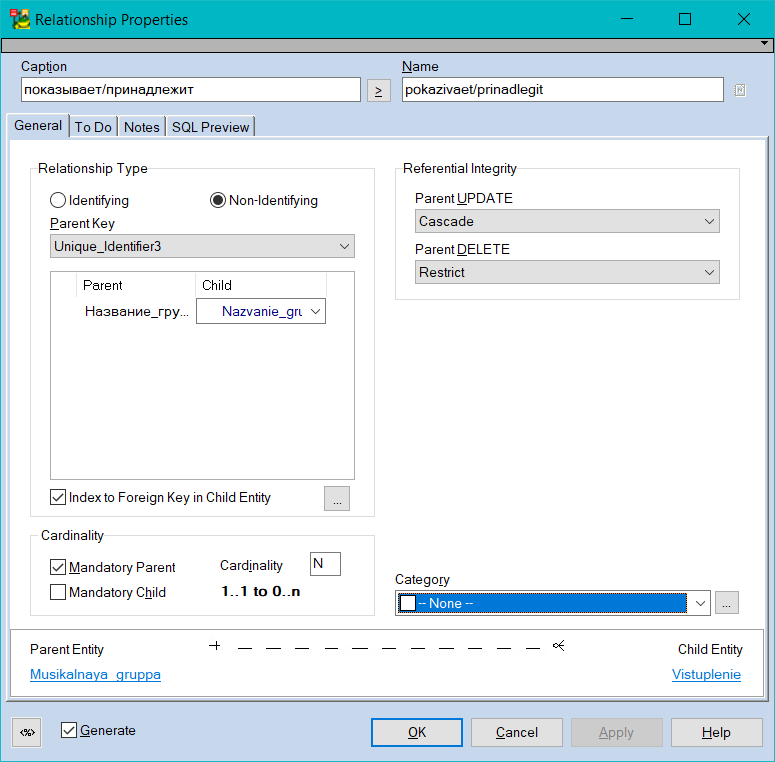 Relationship Properties
Caption
Name
показывает/принадлежит
>
pokazivaet/prinadlegit
General
To Do
Notes
SQL Preview
Relationship Type
Referential Integrity
Identifying
Non-Identifying
Parent UPDATE
Cascade
Parent Key
Unique_Identifier3
Parent DELETE
Restrict
Parent
Child
Название_гру...
Nazvanie_gru
Index to Foreign Key in Child Entity
...
Cardinality
Mandatory Parent
Cardinality
N
Mandatory Child
1..1 to 0..n
Category
-- None --
...
Parent Entity
Child Entity
Musikalnaya_gruppa
Vistuplenie
<%>
Generate
OK
Cancel
Apply
Help